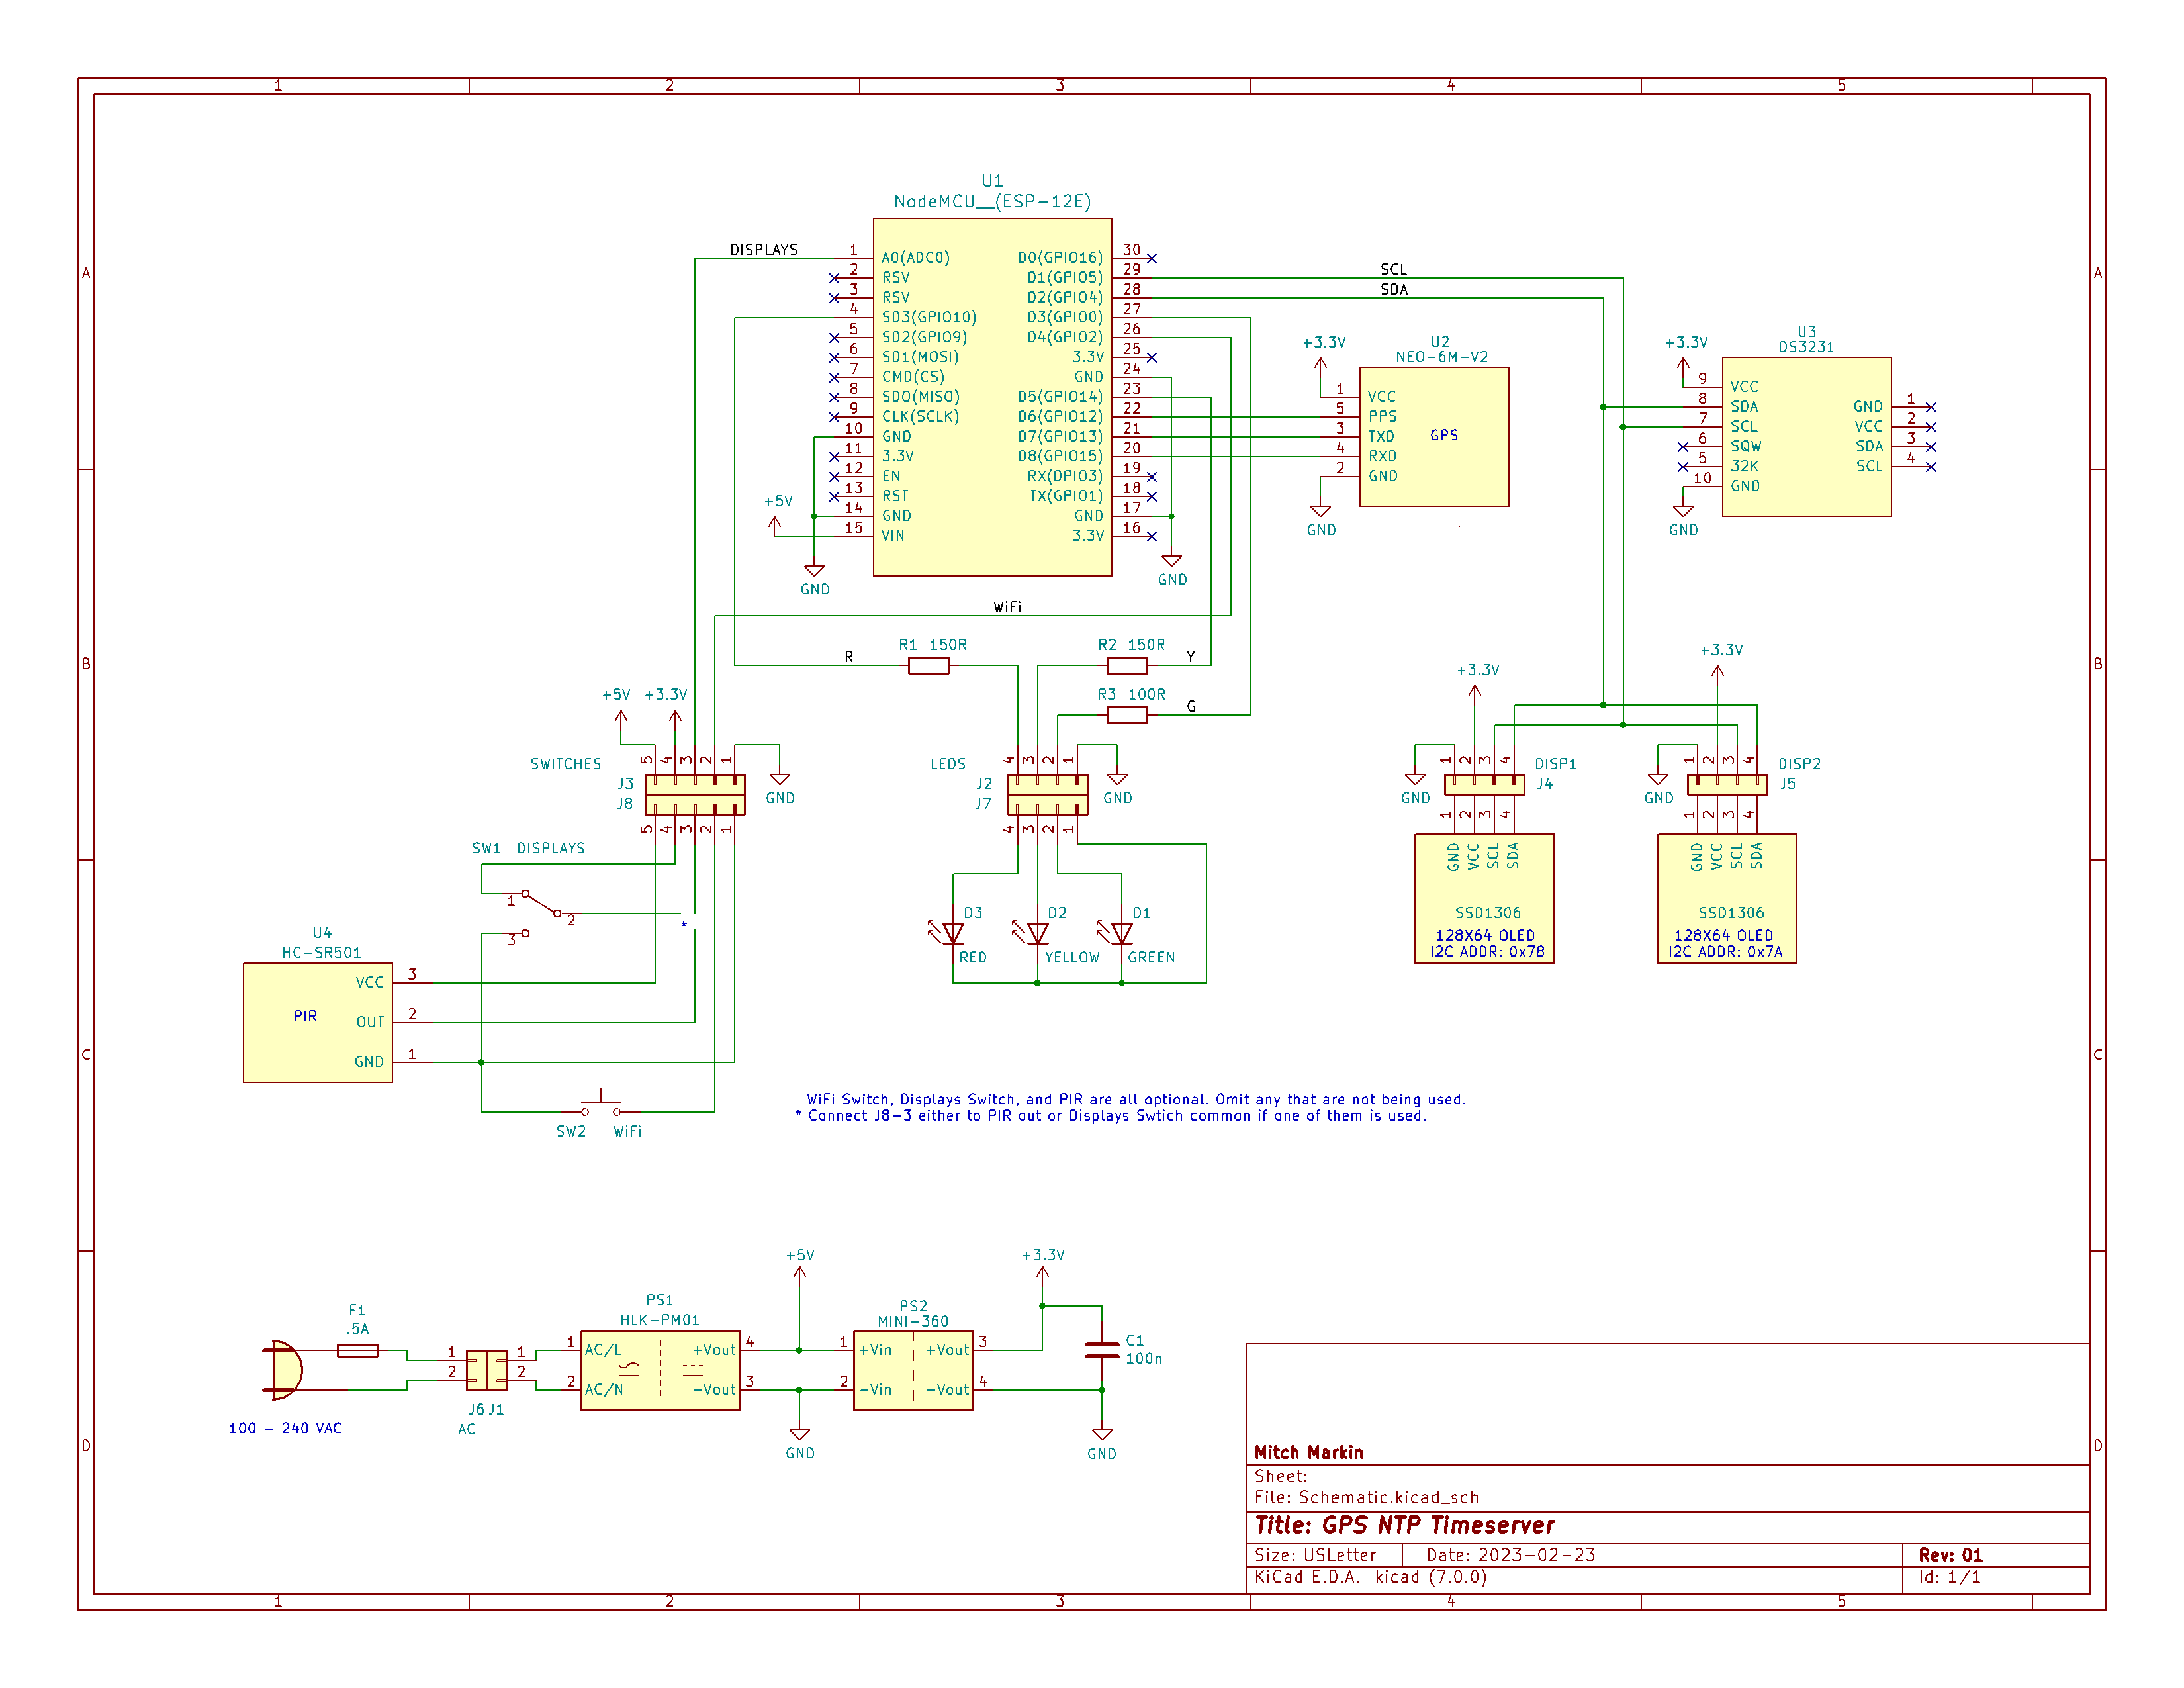 1 2 3 4 5
A A
B B
C C
D D
1 2 3 4 5
U1
NodeMCU__(ESP-12E)
DISPLAYS
1 A0(ADC0) D0(GPIO16) 30
2 RSV D1(GPIO5) 29
3 RSV D2(GPIO4) 28
4 SD3(GPIO10) D3(GPIO0) 27
5 SD2(GPIO9) D4(GPIO2) 26
6 SD1(MOSI) 3.3V 25
7 CMD(CS) GND 24
8 SDO(MISO) D5(GPIO14) 23
9 CLK(SCLK) D6(GPIO12) 22
10 GND D7(GPIO13) 21
11 3.3V D8(GPIO15) 20
12 EN RX(DPIO3) 19
13 RST TX(GPIO1) 18
14 GND GND 17
15 VIN 3.3V 16
+5V
GND
GND
SCL
SDA
+3.3V
U2
NEO-6M-V2
1 VCC
5 PPS
3 TXD
4 RXD
2 GND
GPS
GND
+3.3V
U3
DS3231
9 VCC
8 SDA GND 1
7 SCL VCC 2
6 SQW SDA 3
5 32K SCL 4
10 GND
GND
WiFi
R
R1 150R
R2 150R
Y
R3 100R
G
+5V +3.3V
SWITCHES
5 4 3 2 1
J3
J8
5 4 3 2 1
GND
LEDS
4 3 2 1
J2
J7
4 3 2 1
GND
+3.3V
1 2 3 4
DISP1
J4
GND
1 2 3 4
GND VCC SCL SDA
SSD1306
128X64 OLED
I2C ADDR: 0x78
+3.3V
1 2 3 4
DISP2
J5
GND
1 2 3 4
GND VCC SCL SDA
SSD1306
128X64 OLED
I2C ADDR: 0x7A
SW1 DISPLAYS
1
2
3
*
U4
HC-SR501
VCC 3
PIR
OUT 2
GND 1
SW2 WiFi
D3
RED
D2
YELLOW
D1
GREEN
WiFi Switch, Displays Switch, and PIR are all optional. Omit any that are not being used.
* Connect J8-3 either to PIR out or Displays Swtich common if one of them is used.
F1
.5A
100 - 240 VAC
1 1
2 2
J6 J1
AC
PS1
HLK-PM01
1 AC/L +Vout 4
2 AC/N -Vout 3
+5V
GND
PS2
MINI-360
1 +Vin +Vout 3
2 -Vin -Vout 4
+3.3V
C1
100n
GND
Mitch Markin
Sheet:
File: Schematic.kicad_sch
Title: GPS NTP Timeserver
Size: USLetter Date: 2023-02-23 Rev: 01
KiCad E.D.A. kicad (7.0.0) Id: 1/1